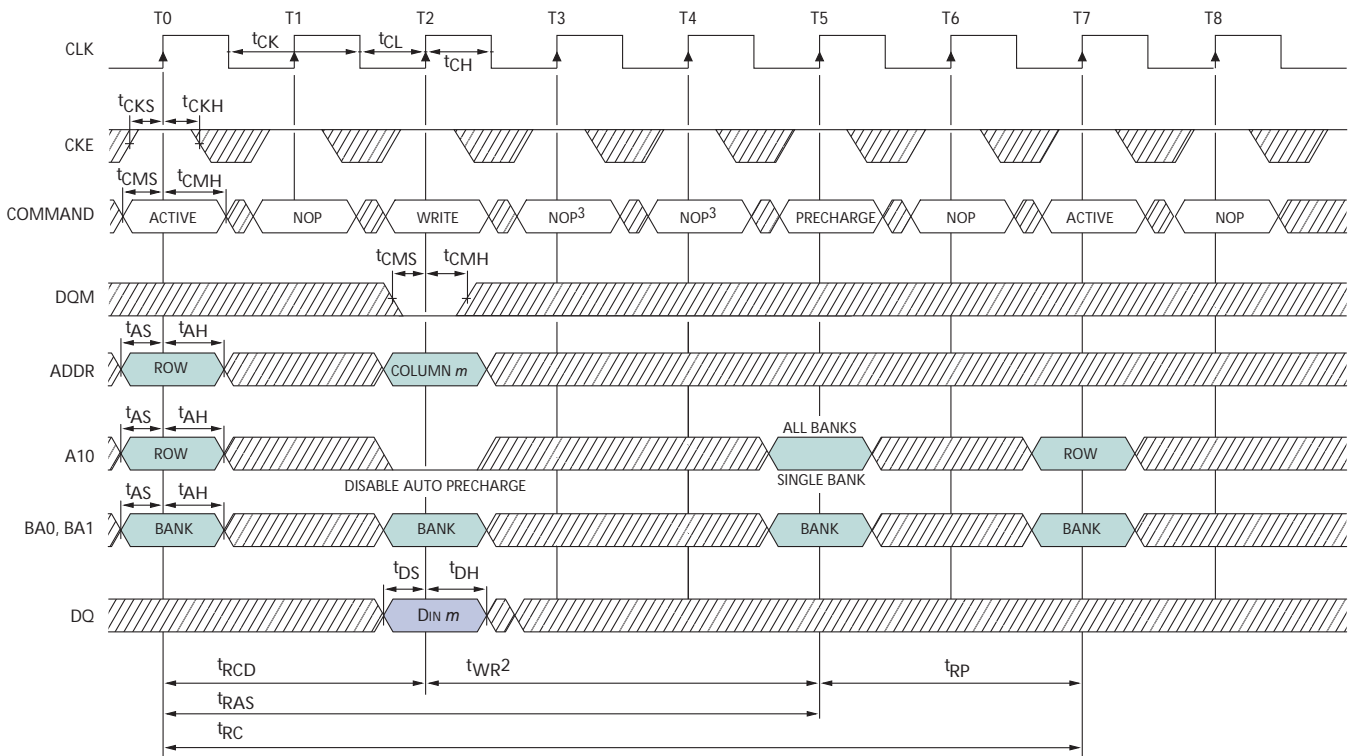 T0 T1 T2 T3 T4 T5 T6 T7 T8
CLK
tCK tCL
tCH
tCKS tCKH
CKE
tCMS tCMH
COMMAND ACTIVE NOP WRITE NOP3 NOP3 PRECHARGE NOP ACTIVE NOP
tCMS tCMH
DQM
tAS tAH
ADDR ROW COLUMN m
tAS tAH
ALL BANKS
A10 ROW ROW
DISABLE AUTO PRECHARGE SINGLE BANK
tAS tAH
BA0, BA1 BANK BANK BANK BANK
tDS tDH
DQ DIN m
tRCD tWR2 tRP
tRAS
tRC